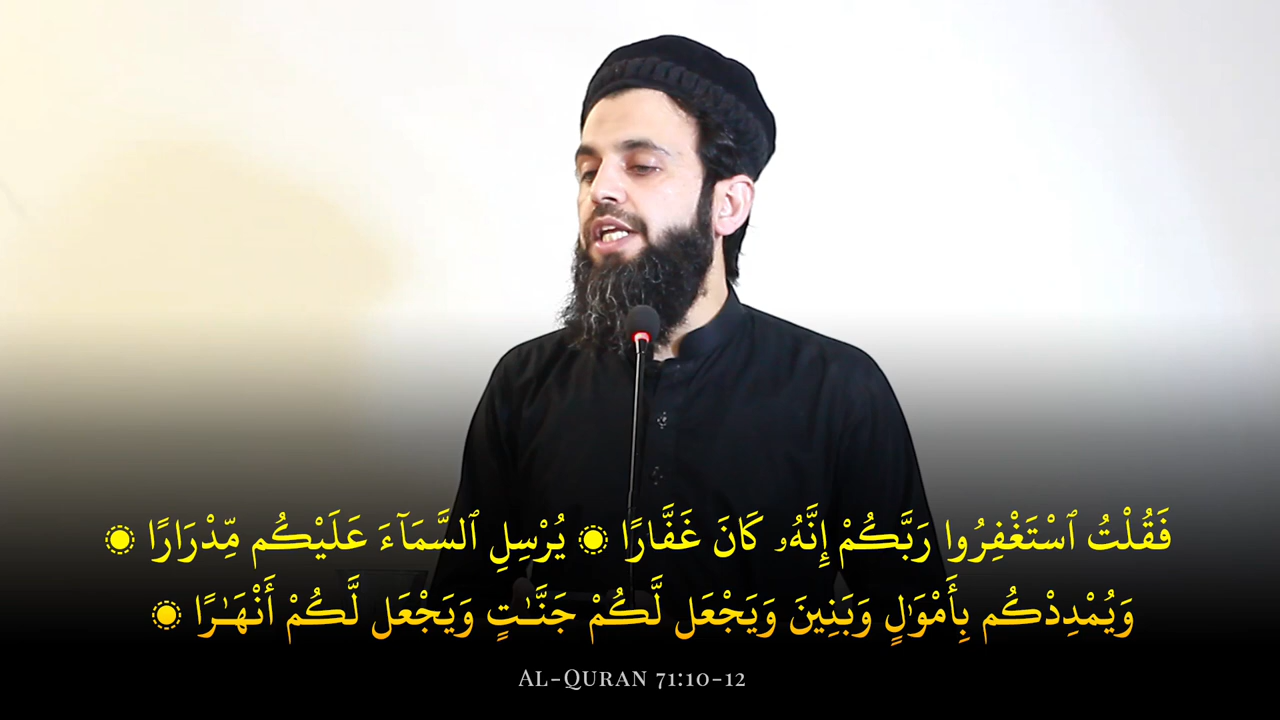 فَقُلْتُ ٱسْتَغْفِرُوا رَبَّكُمْ إِنَّهُۥ كَانَ غَفَّارًا ۝ يُرْسِلِ ٱلسَّمَآءَ عَلَيْكُم مِّدْرَارًا ۝
وَيُمْدِدْكُم بِأَمْوَٰلٍ وَبَنِينَ وَيَجْعَل لَّكُمْ جَنَّـٰتٍ وَيَجْعَل لَّكُمْ أَنْهَـٰرًا ۝
AL-QURAN 71:10-12